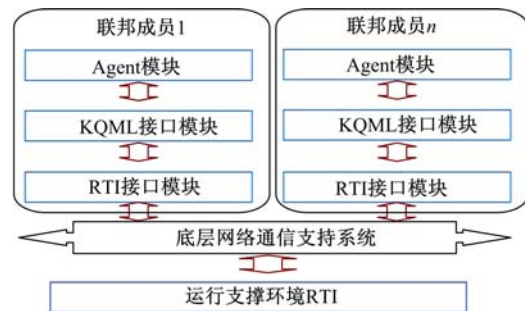 联邦成员1
Agent模块
KQML接口模块
RTI接口模块
联邦成员n
Agent模块
KQML接口模块
RTI接口模块
底层网络通信支持系统
运行支撑环境RTI